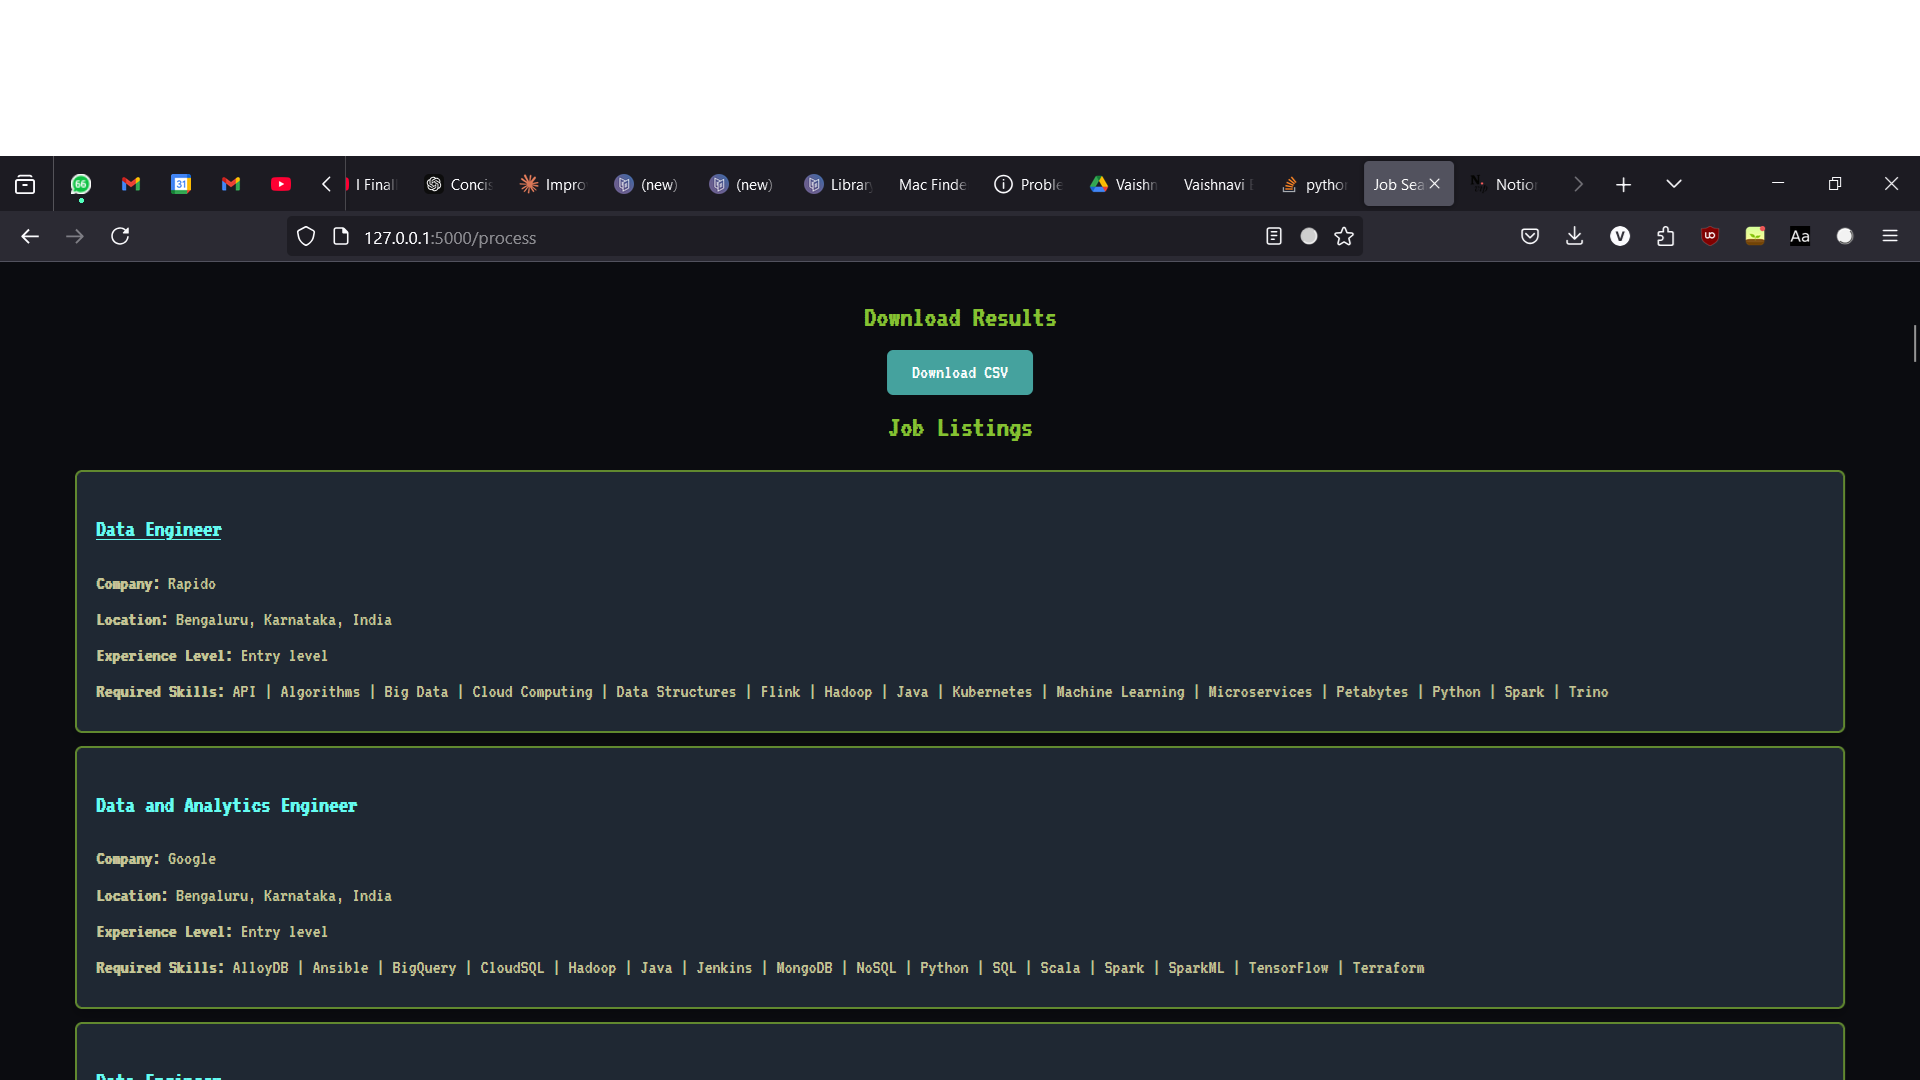 66
31
I Final
Concis
Impro
(new)
(new)
Library
Mac Finde
Proble
Vaishn
Vaishnavi
python
Job Sea
Notion
127.0.0.1:5000/process
Aa
Download Results
Download CSV
Job Listings
Data Engineer
Company: Rapido
Location: Bengaluru, Karnataka, India
Experience Level: Entry level
Required Skills: API | Algorithms | Big Data | Cloud Computing | Data Structures | Flink | Hadoop | Java | Kubernetes | Machine Learning | Microservices | Petabytes | Python | Spark | Trino
Data and Analytics Engineer
Company: Google
Location: Bengaluru, Karnataka, India
Experience Level: Entry level
Required Skills: AlloyDB | Ansible | BigQuery | CloudSQL | Hadoop | Java | Jenkins | MongoDB | NoSQL | Python | SQL | Scala | Spark | SparkML | TensorFlow | Terraform
Data Engineer